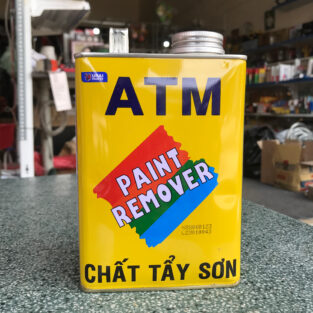 ATM
PAINT
REMOVER
CHẤT TẨY SƠN